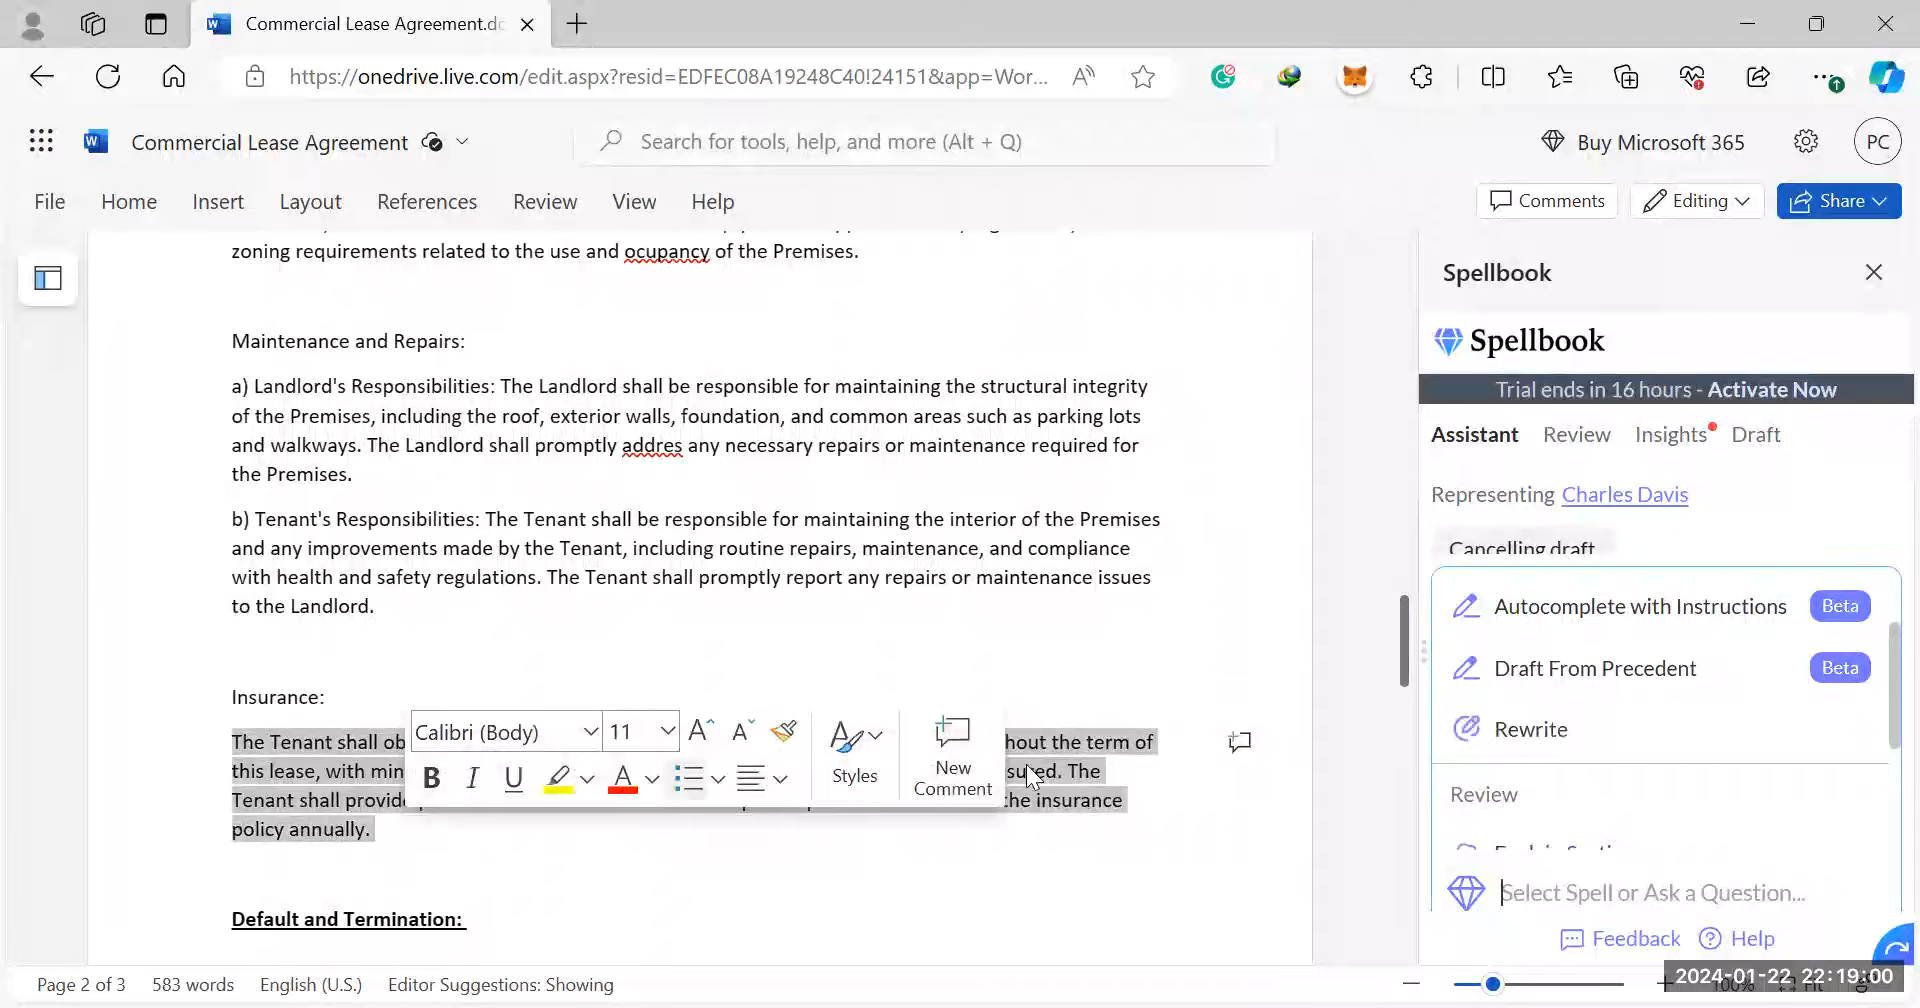 Commercial Lease Agreement.dc
https://onedrive.live.com/edit.aspx?resid=EDFEC08A19248C40!24151&app=Wor...
Commercial Lease Agreement
Search for tools, help, and more (Alt + Q)
Buy Microsoft 365
PC
File Home Insert Layout References Review View Help
Comments
Editing
Share
zoning requirements related to the use and ocupancy of the Premises.
Maintenance and Repairs:
a) Landlord's Responsibilities: The Landlord shall be responsible for maintaining the structural integrity
of the Premises, including the roof, exterior walls, foundation, and common areas such as parking lots
and walkways. The Landlord shall promptly addres any necessary repairs or maintenance required for
the Premises.
b) Tenant's Responsibilities: The Tenant shall be responsible for maintaining the interior of the Premises
and any improvements made by the Tenant, including routine repairs, maintenance, and compliance
with health and safety regulations. The Tenant shall promptly report any repairs or maintenance issues
to the Landlord.
Insurance:
The Tenant shall ob hout the term of
this lease, with min sured. The
Tenant shall provide the insurance
policy annually.
Calibri (Body) 11
B I U A
Styles
New
Comment
Default and Termination:
Spellbook
Spellbook
Trial ends in 16 hours - Activate Now
Assistant Review Insights Draft
Representing Charles Davis
Cancelling draft
Autocomplete with Instructions Beta
Draft From Precedent Beta
Rewrite
Review
Select Spell or Ask a Question...
Feedback Help
Page 2 of 3 583 words English (U.S.) Editor Suggestions: Showing
100%
2024-01-22, 22:19:00